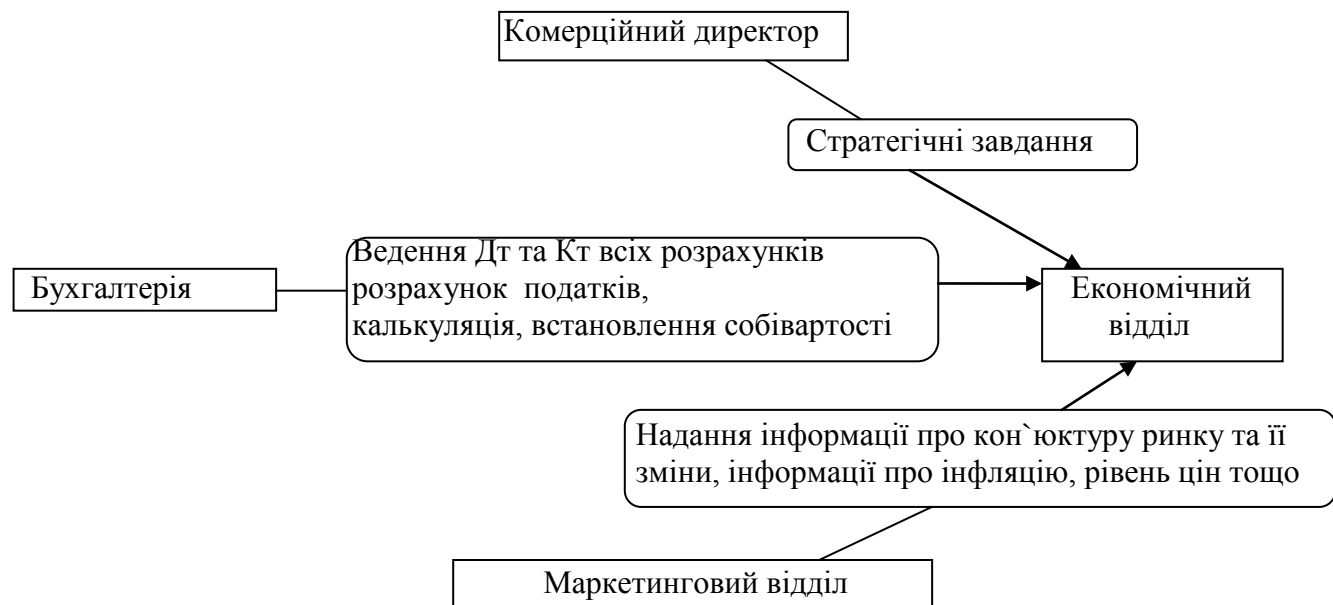 Комерційний директор
Стратегічні завдання
Ведення Дт та Кт всіх розрахунків
розрахунок податків,
калькуляція, встановлення собівартості
Бухгалтерія
Економічний
відділ
Надання інформації про кон`юктуру ринку та її
зміни, інформації про інфляцію, рівень цін тощо
Маркетинговий відділ